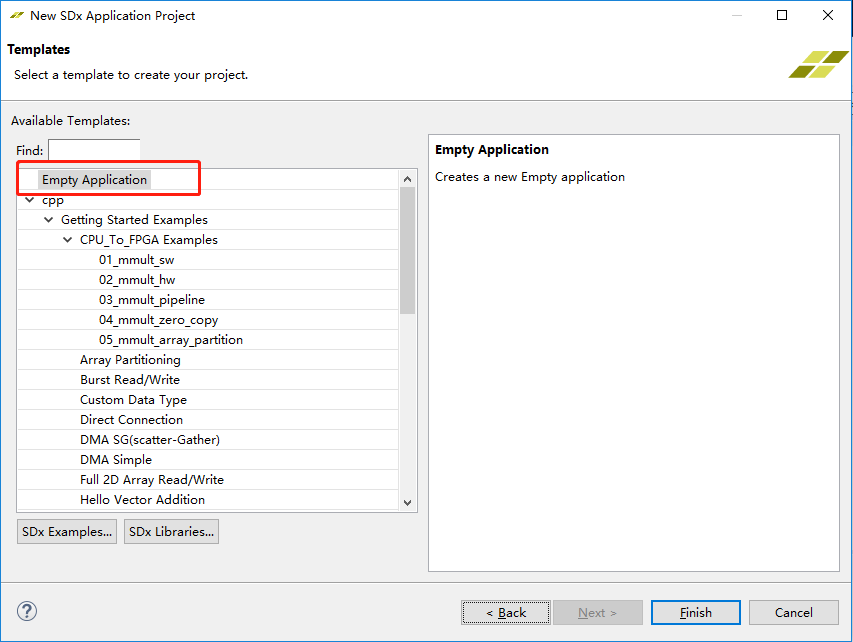 New SDx Application Project
Templates
Select a template to create your project.
Available Templates:
Find:
Empty Application
cpp
Getting Started Examples
CPU_To_FPGA Examples
01_mmult_sw
02_mmult_hw
03_mmult_pipeline
04_mmult_zero_copy
05_mmult_array_partition
Array Partitioning
Burst Read/Write
Custom Data Type
Direct Connection
DMA SG(scatter-Gather)
DMA Simple
Full 2D Array Read/Write
Hello Vector Addition
Empty Application
Creates a new Empty application
SDx Examples... SDx Libraries...
? < Back Next > Finish Cancel